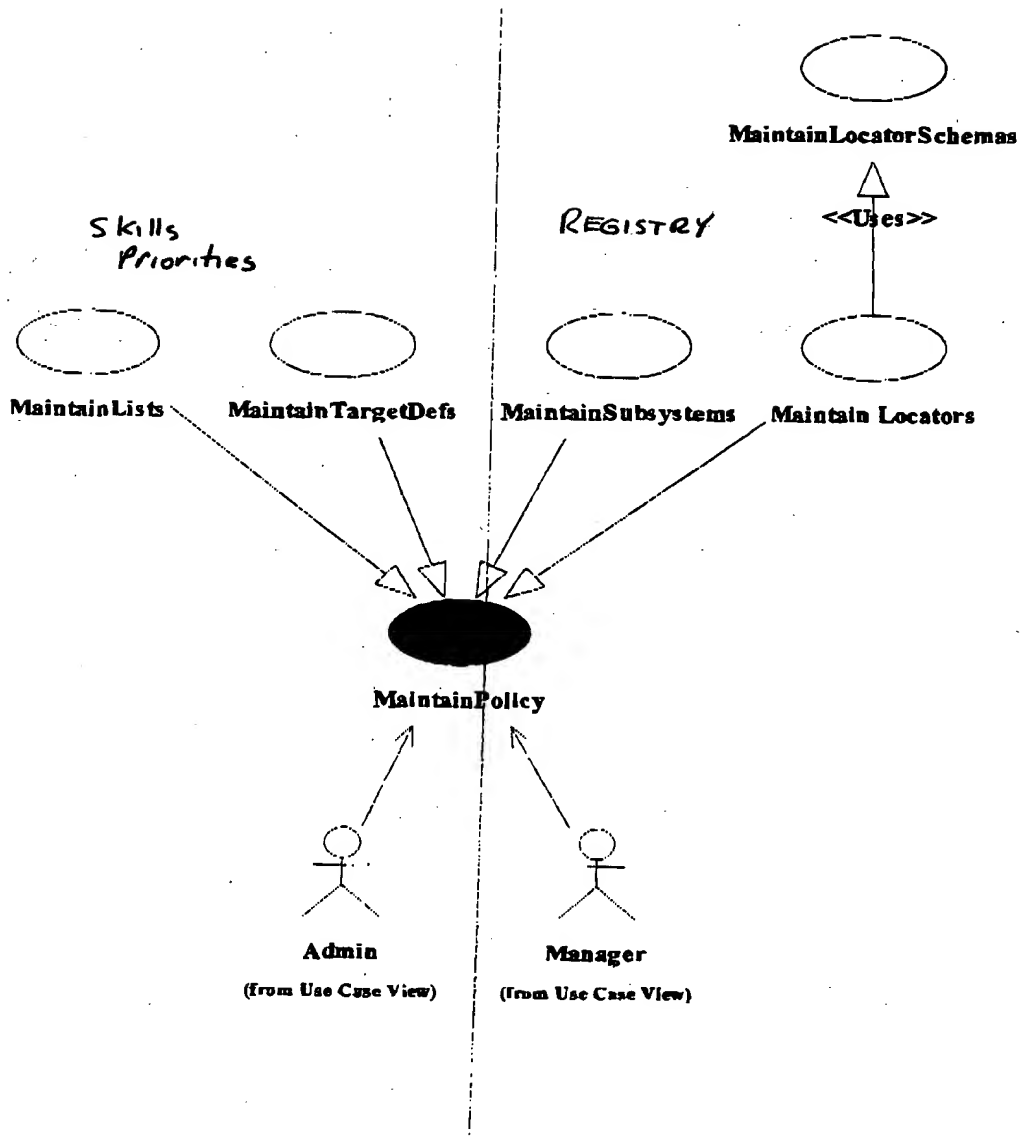 MaintainLocatorSchemas
<<Uses>>
Skills
Priorities
REGISTRY
MaintainLists
MaintainTargetDefs
MaintainSubsystems
Maintain Locators
MaintainPolicy
Admin
(from Use Case View)
Manager
(from Use Case View)